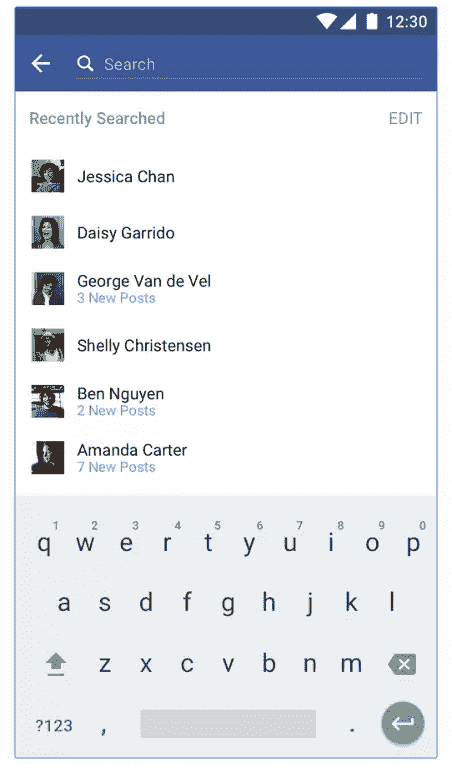 12:30
Search
Recently Searched EDIT
Jessica Chan
Daisy Garrido
George Van de Vel
3 New Posts
Shelly Christensen
Ben Nguyen
2 New Posts
Amanda Carter
7 New Posts
1 2 3 4 5 6 7 8 9 0
q w e r t y u i o p
a s d f g h j k l
z x c v b n m
?123 , .